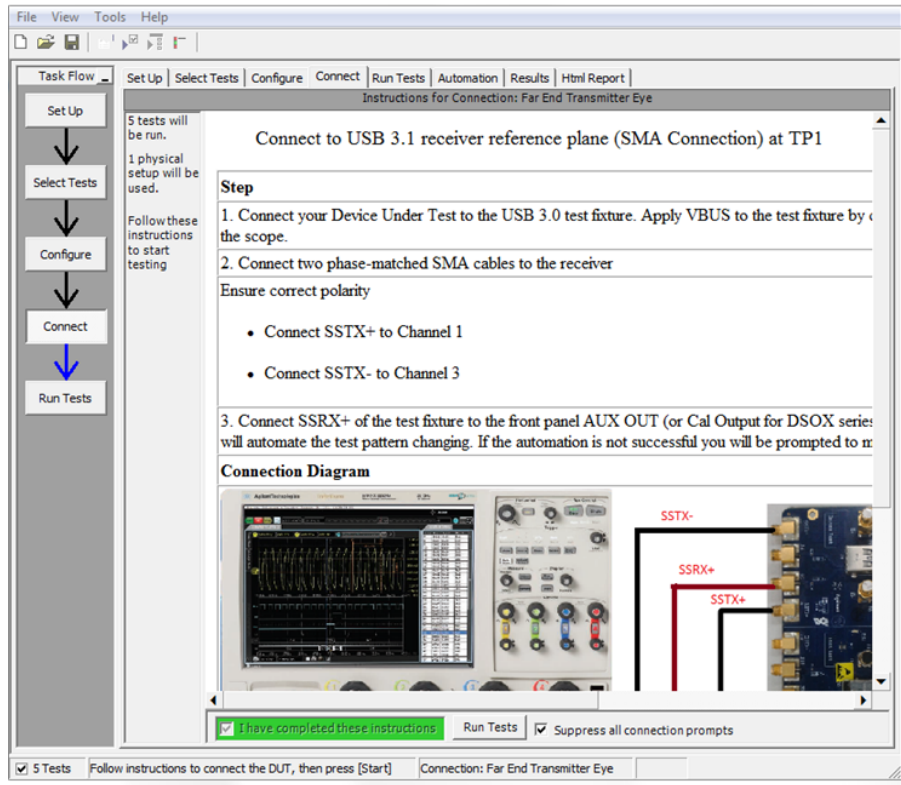 File View Tools Help
Task Flow
Set Up
Select Tests
Configure
Connect
Run Tests
Set Up Select Tests Configure Connect Run Tests Automation Results Html Report
Instructions for Connection: Far End Transmitter Eye
5 tests will
be run.
1 physical
setup will be
used.
Follow these
instructions
to start
testing
Connect to USB 3.1 receiver reference plane (SMA Connection) at TP1
Step
1. Connect your Device Under Test to the USB 3.0 test fixture. Apply VBUS to the test fixture by
the scope.
2. Connect two phase-matched SMA cables to the receiver
Ensure correct polarity
• Connect SSTX+ to Channel 1
• Connect SSTX- to Channel 3
3. Connect SSRX+ of the test fixture to the front panel AUX OUT (or Cal Output for DSOX series
will automate the test pattern changing. If the automation is not successful you will be prompted to m
Connection Diagram
Agilent Technologies
SSTX-
SSRX+
SSTX+
I have completed these instructions
Run Tests
Suppress all connection prompts
5 Tests
Follow instructions to connect the DUT, then press [Start]
Connection: Far End Transmitter Eye